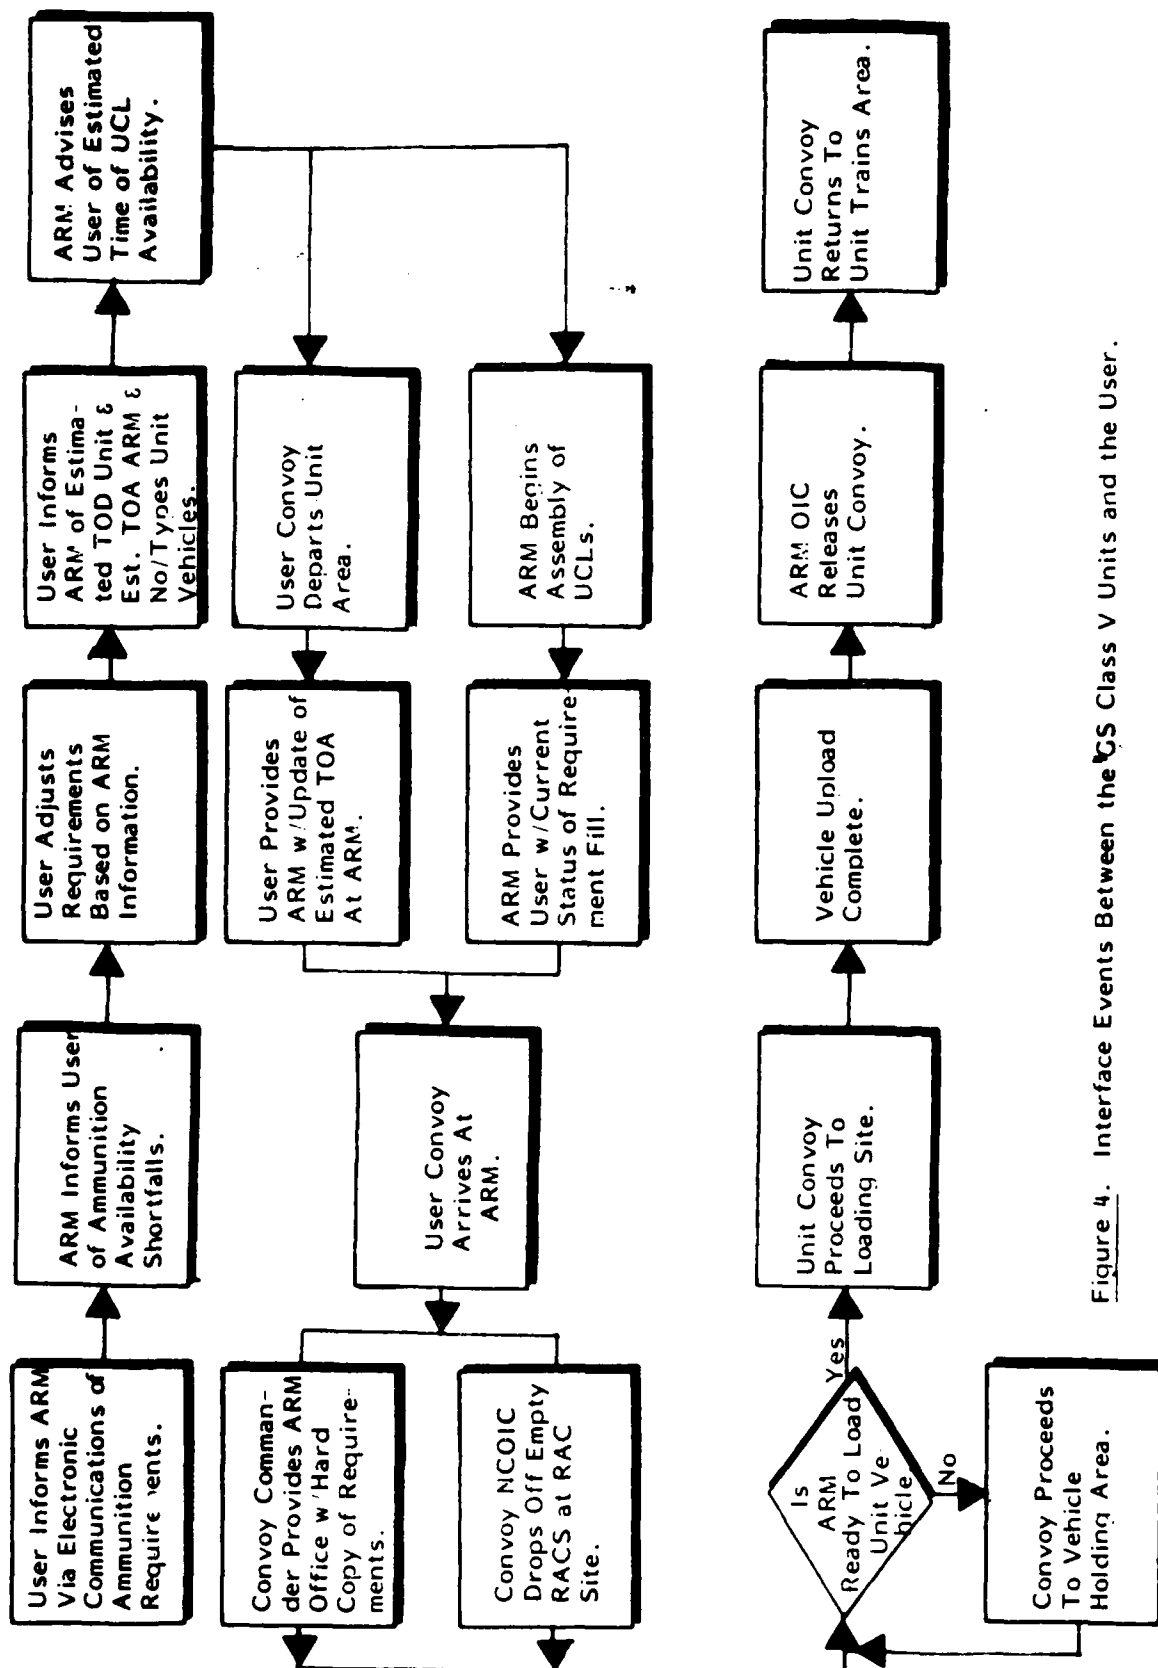 User Informs ARM
Via Electronic
Communications of
Ammunition
ARM Informs User
of Ammunition
Availability
Shortfalls.
User Adjusts
Requirements
Based on ARM
Information.
User Informs
ARM of Estima-
ted TOD Unit &
Est. TOA ARM &
No/Types Unit
Vehicles.
ARM Advises
User of Estimated
Time of UCL
Availability.
User Convoy
Departs Unit
Area.
User Provides
ARM w/Update of
Estimated TOA
At ARM.
ARM Begins
Assembly of
UCLs.
ARM Provides
User w/Current
Status of Require
ment Fill.
User Convoy
Arrives At
ARM.
Convoy Comman-
der Provides ARM
Office w/Hard
Copy of Require-
ments.
Convoy NCOIC
Drops Off Empty
RACS at RAC
Site.
Is
ARM
Ready To Load
Unit Ve
hicle
Yes
No
Convoy Proceeds
To Vehicle
Holding Area.
Unit Convoy
Proceeds To
Loading Site.
Vehicle Upload
Complete.
ARM OIC
Releases
Unit Convoy.
Unit Convoy
Returns To
Unit Trains Area.
Figure 4. Interface Events Between the GS Class V Units and the User.